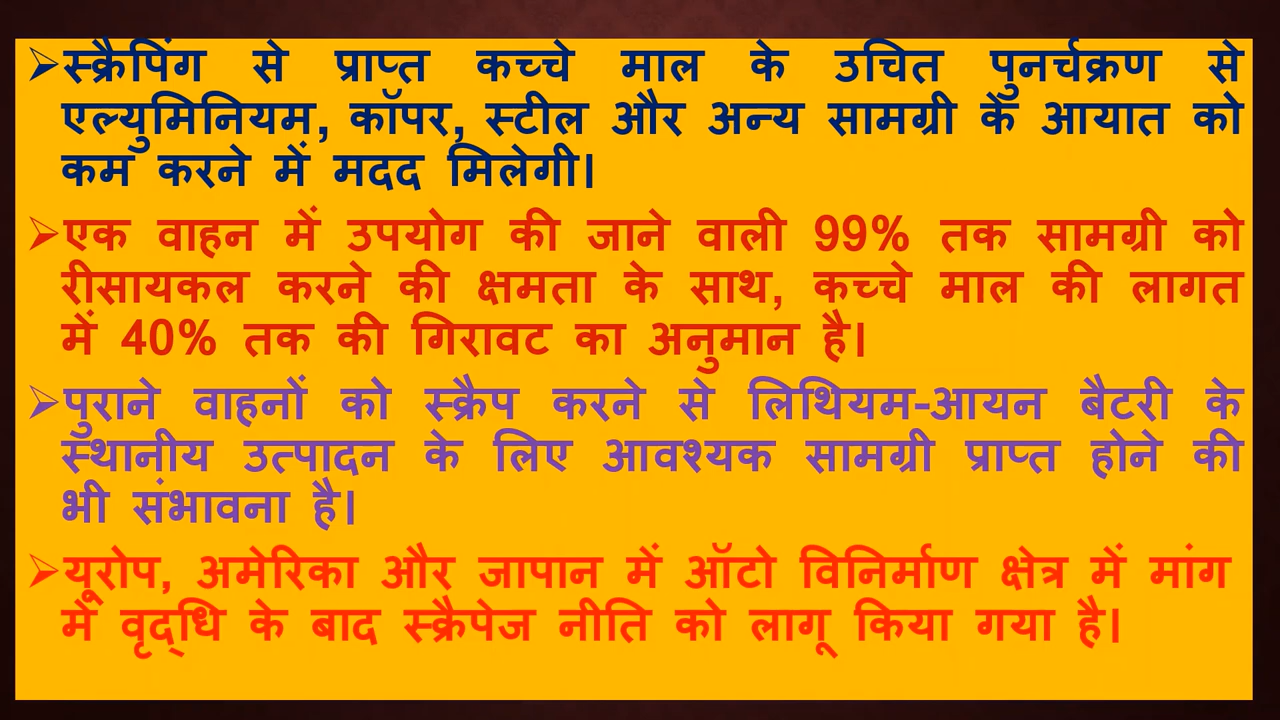 ➢स्क्रैपिंग से प्राप्त कच्चे माल के उचित पुनर्चक्रण से
एल्युमिनियम, कॉपर, स्टील और अन्य सामग्री के आयात को
कम करने में मदद मिलेगी।
➢एक वाहन में उपयोग की जाने वाली 99% तक सामग्री को
रीसायकल करने की क्षमता के साथ, कच्चे माल की लागत
में 40% तक की गिरावट का अनुमान है।
➢पुराने वाहनों को स्क्रैप करने से लिथियम-आयन बैटरी के
स्थानीय उत्पादन के लिए आवश्यक सामग्री प्राप्त होने की
भी संभावना है।
➢यूरोप, अमेरिका और जापान में ऑटो विनिर्माण क्षेत्र में मांग
में वृद्धि के बाद स्क्रैपेज नीति को लागू किया गया है।